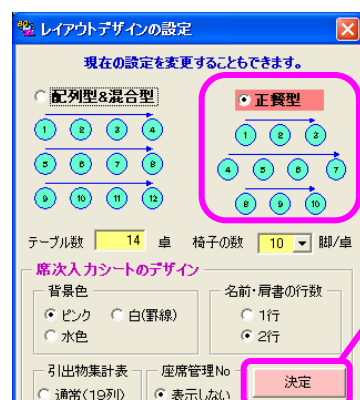 レイアウトデザインの設定
現在の設定を変更することもできます。
配列型&混合型
正餐型
1 2 3 4
1 2 3
5 6 7 8
4 5 6 7
9 10 11 12
8 9 10
テーブル数 14 卓 椅子の数 10 脚/卓
席次入力シートのデザイン
背景色
名前・肩書の行数
ピンク 白(罫線)
1行
水色
2行
引出物集計表
座席管理No
決定
通常(19列)
表示しない